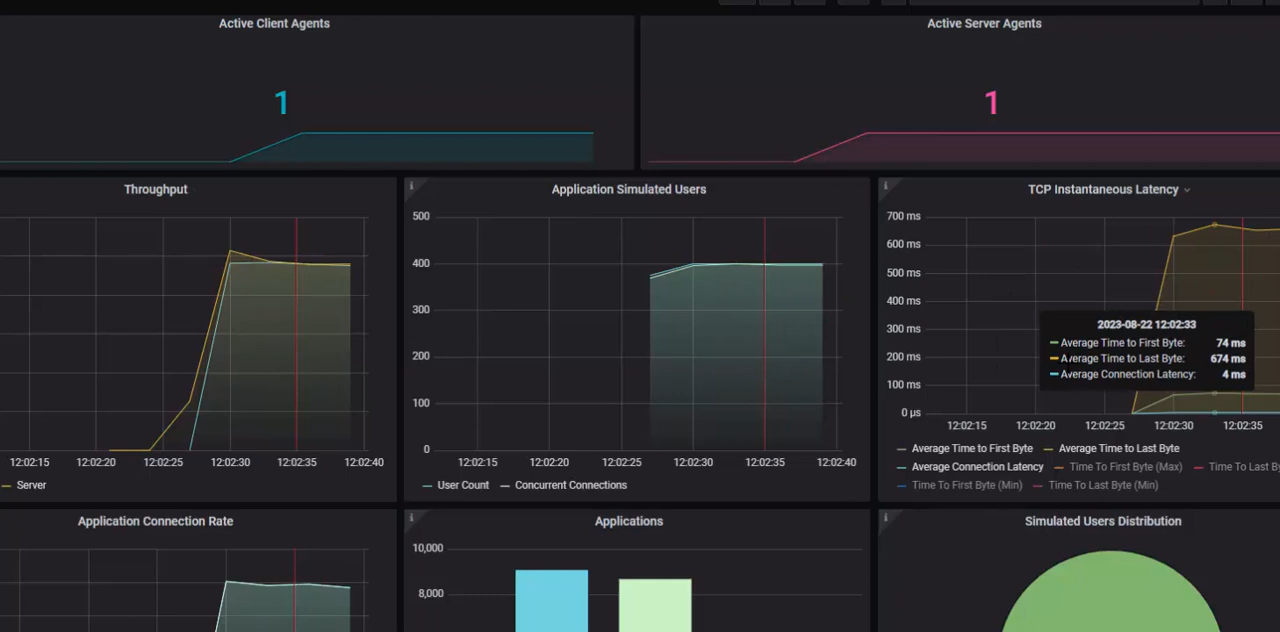 Active Client Agents
Active Server Agents
1
1
Throughput
Application Simulated Users
TCP Instantaneous Latency
500
400
300
200
100
0
700 ms
600 ms
500 ms
400 ms
300 ms
200 ms
100 ms
0 µs
2023-08-22 12:02:33
Average Time to First Byte: 74 ms
Average Time to Last Byte: 674 ms
Average Connection Latency: 4 ms
12:02:15 12:02:20 12:02:25 12:02:30 12:02:35 12:02:40
12:02:15 12:02:20 12:02:25 12:02:30 12:02:35 12:02:40
12:02:15 12:02:20 12:02:25 12:02:30 12:02:35
Server
User Count Concurrent Connections
Average Time to First Byte Average Time to Last Byte
Average Connection Latency Time To First Byte (Max) Time To Last By
Time To First Byte (Min) Time To Last Byte (Min)
Application Connection Rate
Applications
Simulated Users Distribution
10,000
8,000